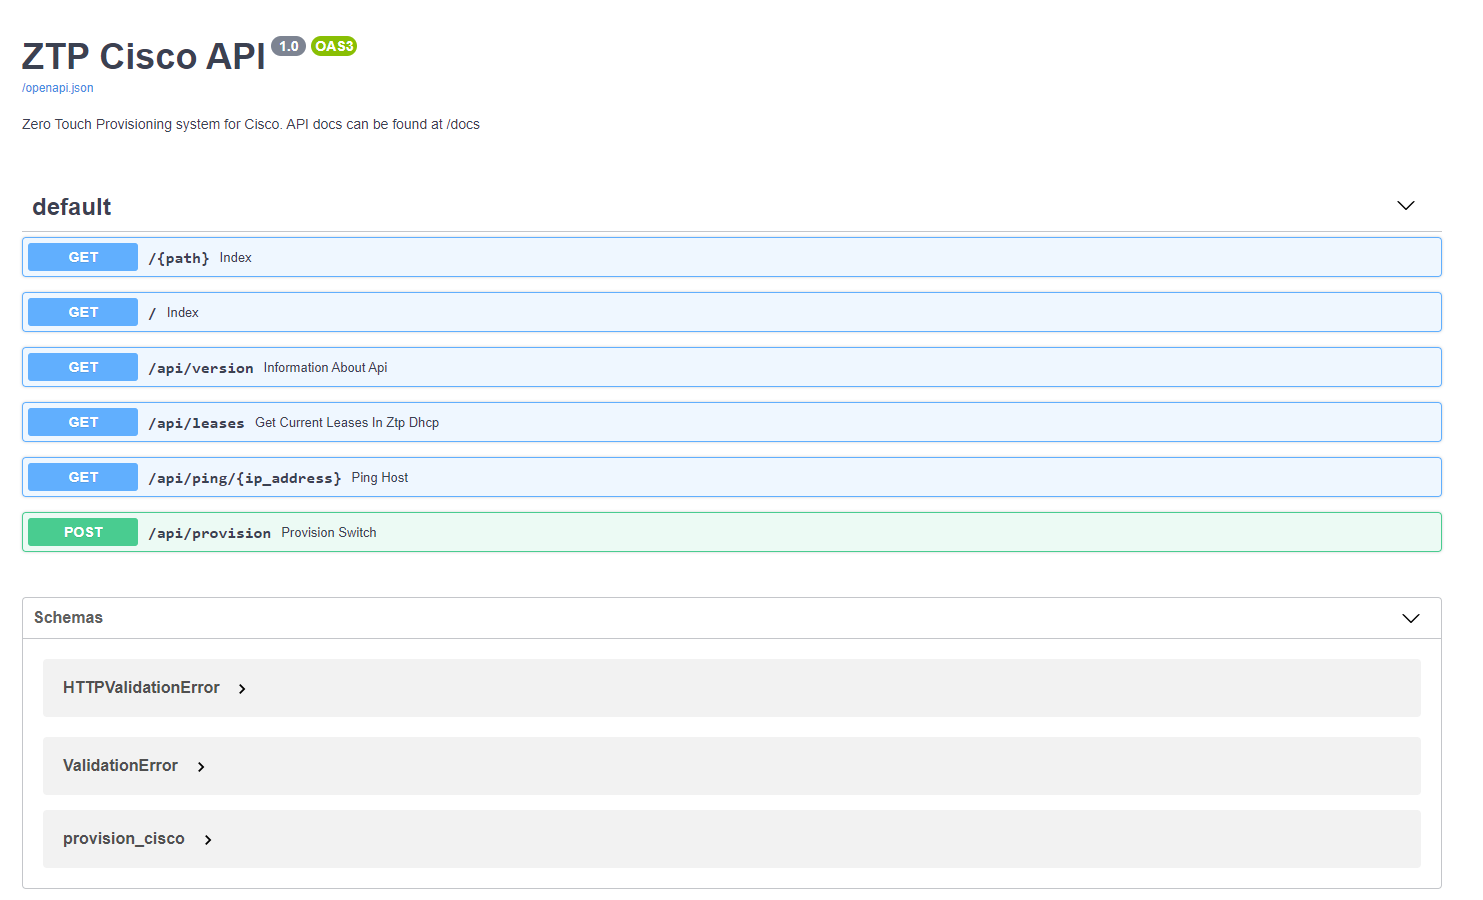 ZTP Cisco API 1.0 OAS3
/openapi.json
Zero Touch Provisioning system for Cisco. API docs can be found at /docs
default
GET /{path} Index
GET / Index
GET /api/version Information About Api
GET /api/leases Get Current Leases In Ztp Dhcp
GET /api/ping/{ip_address} Ping Host
POST /api/provision Provision Switch
Schemas
HTTPValidationError
ValidationError
provision_cisco